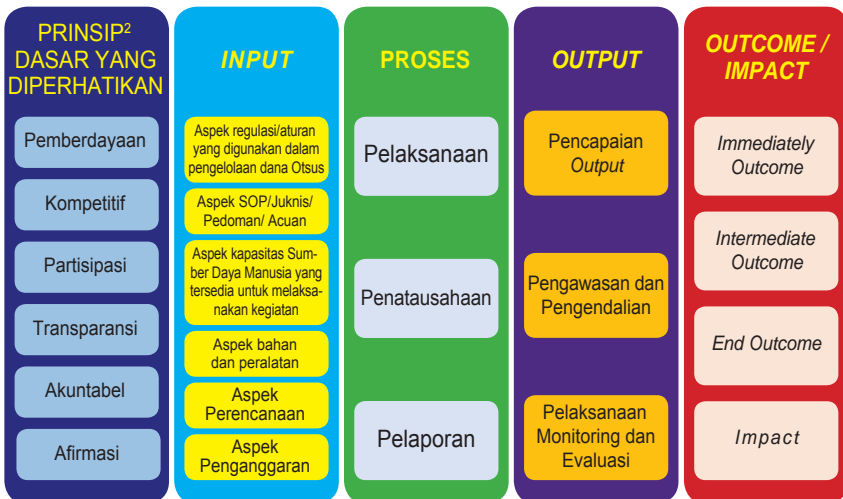 PRINSIP²
DASAR YANG
DIPERHATIKAN
Pemberdayaan
Kompetitif
Partisipasi
Transparansi
Akuntabel
Afirmasi
INPUT
Aspek regulasi/aturan
yang digunakan dalam
pengelolaan dana Otsus
Aspek SOP/Juknis/
Pedoman/ Acuan
Aspek kapasitas Sum-
ber Daya Manusia yang
tersedia untuk melaksa-
nakan kegiatan
Aspek bahan
dan peralatan
Aspek
Perencanaan
Aspek
Penganggaran
PROSES
Pelaksanaan
Penatausahaan
Pelaporan
OUTPUT
Pencapaian
Output
Pengawasan dan
Pengendalian
Pelaksanaan
Monitoring dan
Evaluasi
OUTCOME /
IMPACT
Immediately
Outcome
Intermediate
Outcome
End Outcome
Impact